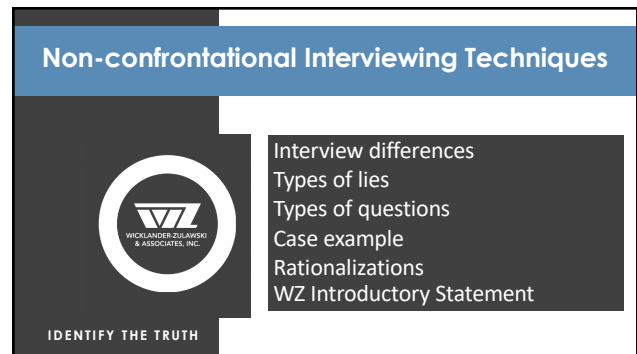 Non-confrontational Interviewing Techniques
WICKLANDER-ZULAWSKI
& ASSOCIATES, INC.
Interview differences
Types of lies
Types of questions
Case example
Rationalizations
WZ Introductory Statement
IDENTIFY THE TRUTH